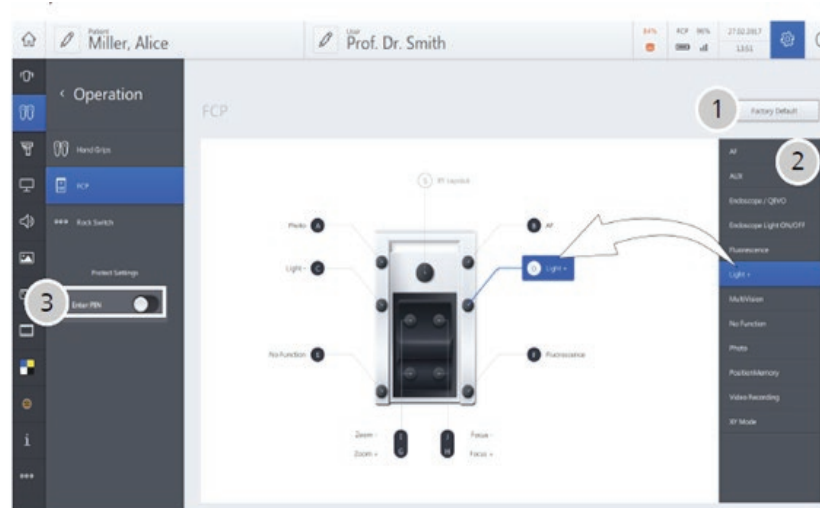 Patient
Miller, Alice
User
Prof. Dr. Smith
84%
FCP 96%
27.02.2017
13:51
Operation
Hand Grips
FCP
Rock Switch
Protect Settings
3
Enter PIN
FCP
1
Factory Default
2
AF
AUX
Endoscope / QEVO
Endoscope Light ON/OFF
Fluorescence
Light +
MultiVision
No Function
Photo
PositionMemory
Video Recording
XY Mode
Photo A
B AF
Light - C
D Light +
No Function E
F Fluorescence
Zoom -
Zoom + G
Focus -
H Focus +
i